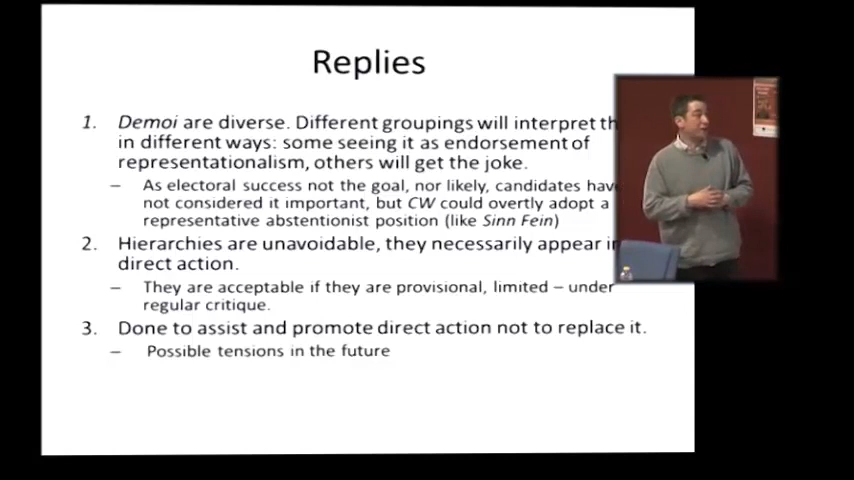 Replies
1. Demoi are diverse. Different groupings will interpret th
in different ways: some seeing it as endorsement of
representationalism, others will get the joke.
– As electoral success not the goal, nor likely, candidates hav
not considered it important, but CW could overtly adopt a
representative abstentionist position (like Sinn Fein)
2. Hierarchies are unavoidable, they necessarily appear in
direct action.
– They are acceptable if they are provisional, limited – under
regular critique.
3. Done to assist and promote direct action not to replace it.
– Possible tensions in the future